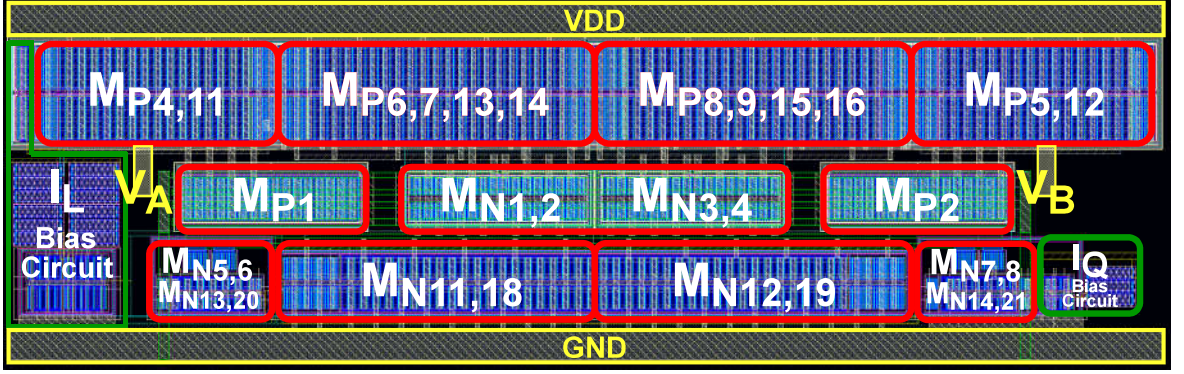 VDD
MP4,11 MP6,7,13,14 MP8,9,15,16 MP5,12
VA MP1 MN1,2 MN3,4 MP2 VB
IL
Bias
Circuit
MN5,6
MN13,20
MN11,18 MN12,19
MN7,8
MN14,21
IQ
Bias
Circuit
GND